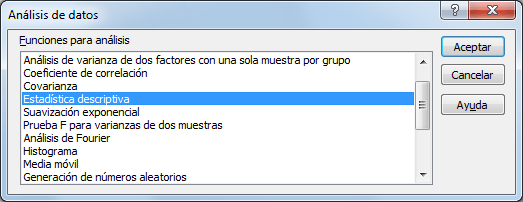 Análisis de datos
Funciones para análisis
Análisis de varianza de dos factores con una sola muestra por grupo
Coeficiente de correlación
Covarianza
Estadística descriptiva
Suavización exponencial
Prueba F para varianzas de dos muestras
Análisis de Fourier
Histograma
Media móvil
Generación de números aleatorios
Aceptar
Cancelar
Ayuda